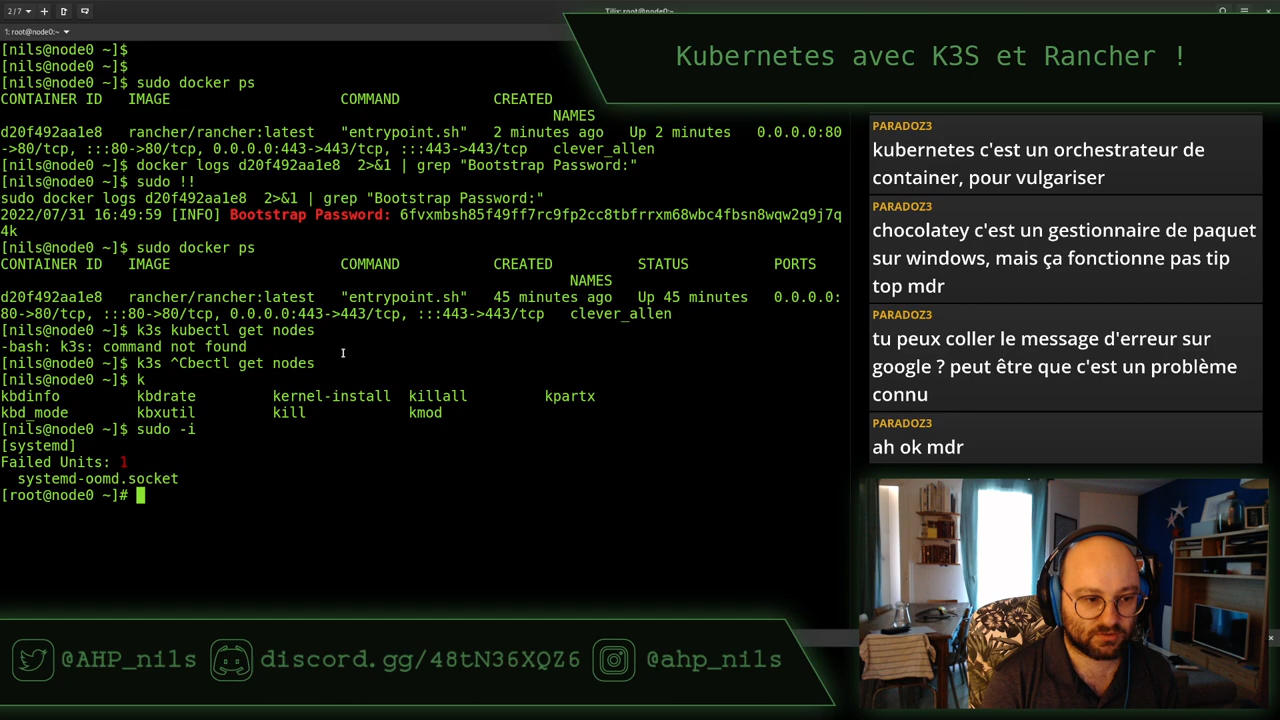 2/7
Tilix: root@node0:~
1: root@node0:~
Kubernetes avec K3S et Rancher !
[nils@node0 ~]$
[nils@node0 ~]$
[nils@node0 ~]$ sudo docker ps
CONTAINER ID   IMAGE                    COMMAND           CREATED
NAMES
d20f492aa1e8   rancher/rancher:latest   "entrypoint.sh"   2 minutes ago   Up 2 minutes   0.0.0.0:80
->80/tcp, :::80->80/tcp, 0.0.0.0:443->443/tcp, :::443->443/tcp   clever_allen
[nils@node0 ~]$ docker logs d20f492aa1e8  2>&1 | grep "Bootstrap Password:"
[nils@node0 ~]$ sudo !!
sudo docker logs d20f492aa1e8  2>&1 | grep "Bootstrap Password:"
2022/07/31 16:49:59 [INFO] Bootstrap Password: 6fvxmbsh85f49ff7rc9fp2cc8tbfrrxm68wbc4fbsn8wqw2q9j7q
4k
[nils@node0 ~]$ sudo docker ps
CONTAINER ID   IMAGE                    COMMAND           CREATED          STATUS          PORTS
NAMES
d20f492aa1e8   rancher/rancher:latest   "entrypoint.sh"   45 minutes ago   Up 45 minutes   0.0.0.0:
80->80/tcp, :::80->80/tcp, 0.0.0.0:443->443/tcp, :::443->443/tcp   clever_allen
[nils@node0 ~]$ k3s kubectl get nodes
-bash: k3s: command not found
[nils@node0 ~]$ k3s ^Cbectl get nodes
[nils@node0 ~]$ k
kbdinfo         kbdrate         kernel-install  killall         kpartx
kbd_mode        kbxutil         kill            kmod
[nils@node0 ~]$ sudo -i
[systemd]
Failed Units: 1
systemd-oomd.socket
[root@node0 ~]#
PARADOZ3
kubernetes c'est un orchestrateur de
container, pour vulgariser
PARADOZ3
chocolatey c'est un gestionnaire de paquet
sur windows, mais ça fonctionne pas tip
top mdr
PARADOZ3
tu peux coller le message d'erreur sur
google ? peut être que c'est un problème
connu
PARADOZ3
ah ok mdr
@AHP_nils discord.gg/48tN36XQZ6 @ahp_nils